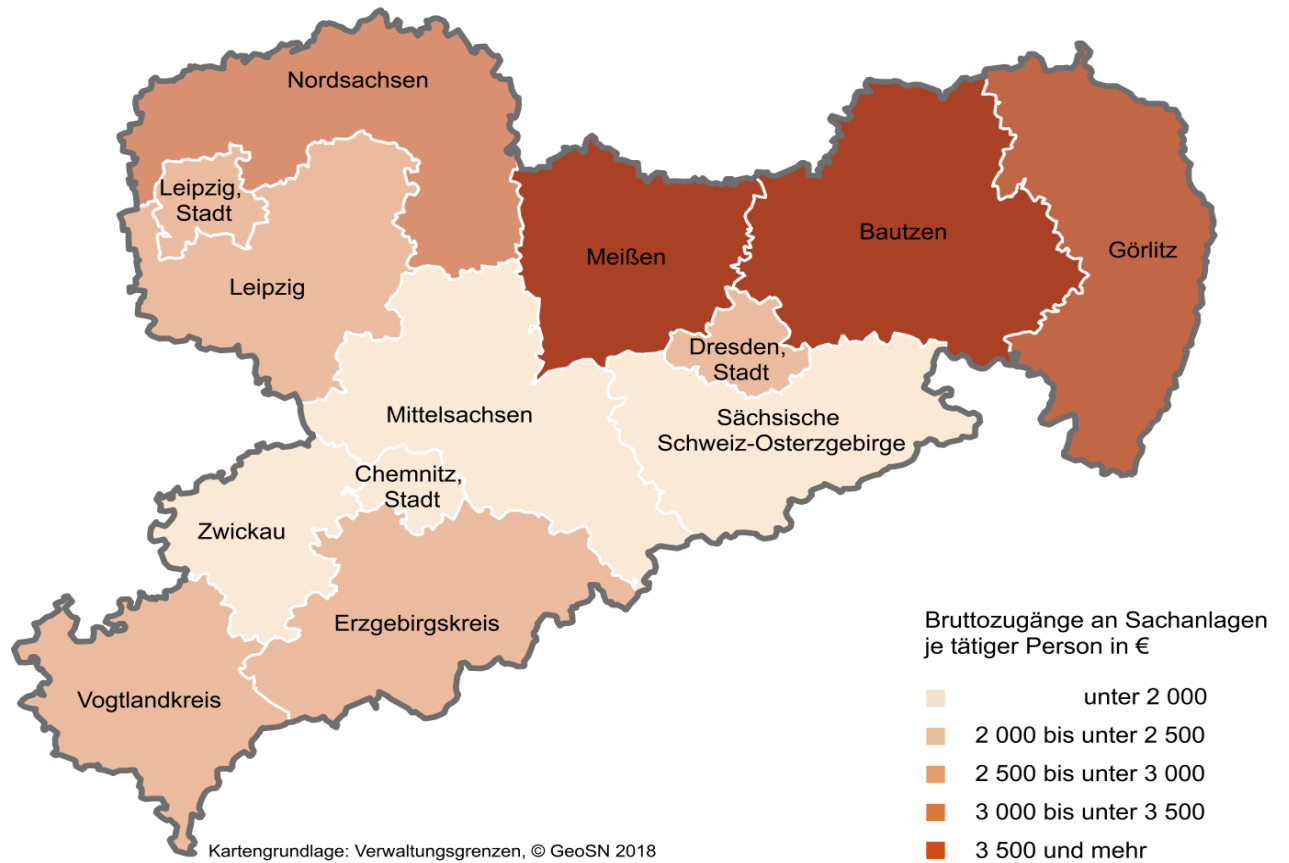 Nordsachsen
Leipzig,
Stadt
Leipzig
Meißen
Bautzen
Görlitz
Dresden,
Stadt
Mittelsachsen
Sächsische
Schweiz-Osterzgebirge
Chemnitz,
Stadt
Zwickau
Erzgebirgskreis
Vogtlandkreis
Bruttozugänge an Sachanlagen
je tätiger Person in €
unter 2 000
2 000 bis unter 2 500
2 500 bis unter 3 000
3 000 bis unter 3 500
3 500 und mehr
Kartengrundlage: Verwaltungsgrenzen, © GeoSN 2018